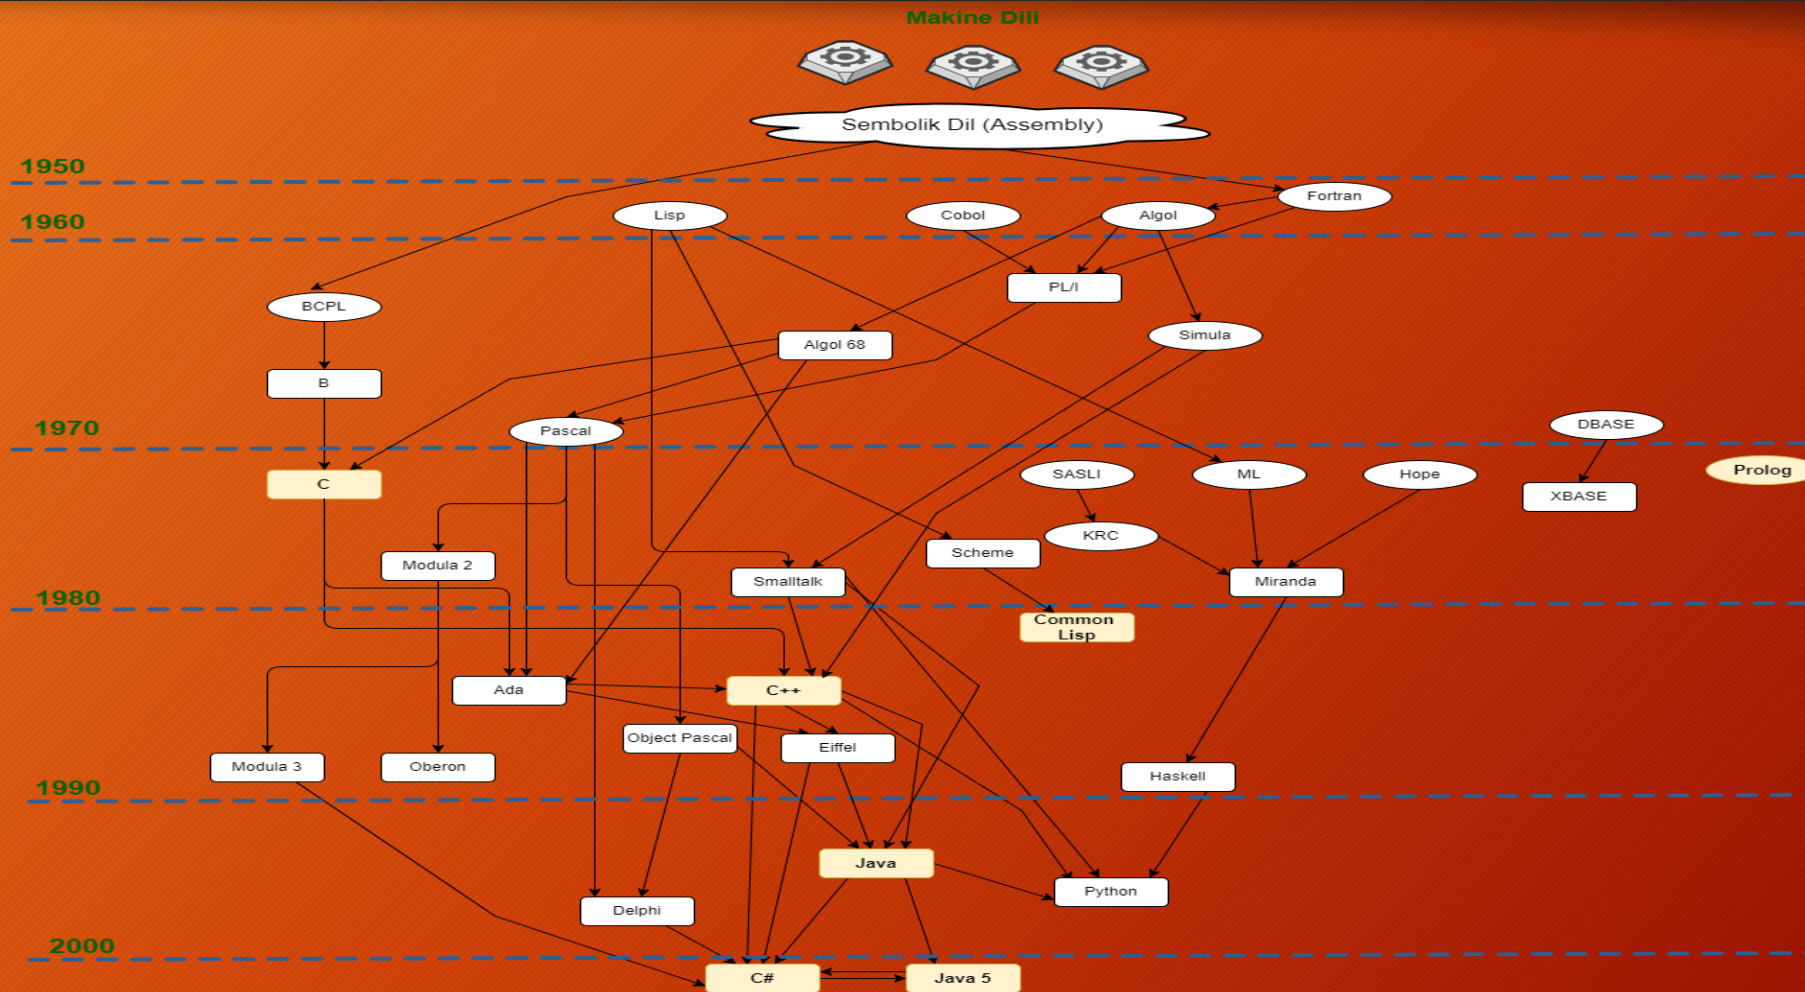 Makine Dili
Sembolik Dil (Assembly)
1950
Fortran
Lisp
Cobol
Algol
1960
PL/I
BCPL
Simula
Algol 68
B
DBASE
1970
Pascal
Prolog
SASLI
ML
Hope
C
XBASE
KRC
Scheme
Modula 2
Smalltalk
Miranda
1980
Common
Lisp
Ada
C++
Object Pascal
Eiffel
Modula 3
Oberon
Haskell
1990
Java
Python
Delphi
2000
C#
Java 5